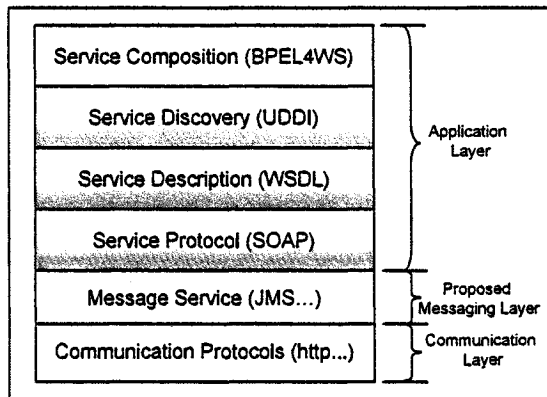 Service Composition (BPEL4WS)
Service Discovery (UDDI)
Service Description (WSDL)
Service Protocol (SOAP)
Message Service (JMS...)
Communication Protocols (http...)
Application
Layer
Proposed
Messaging Layer
Communication
Layer